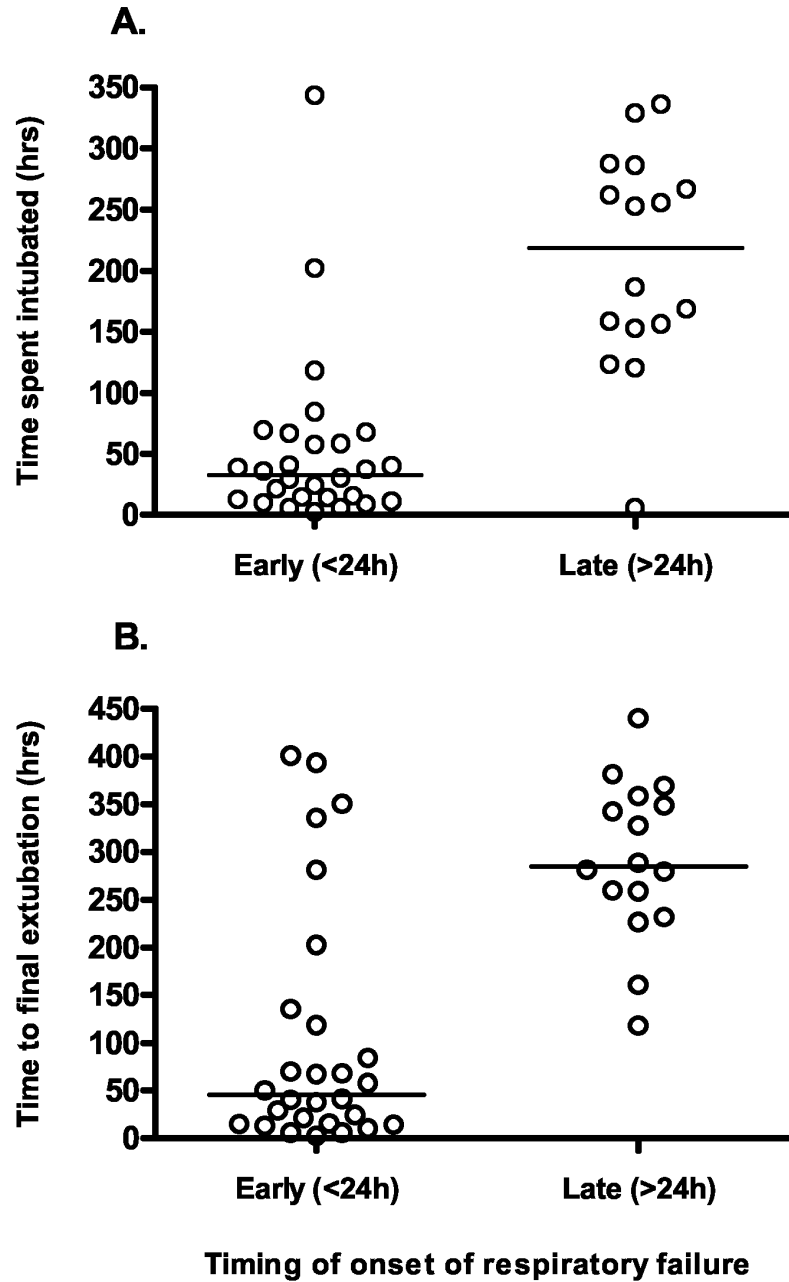 A.
Time spent intubated (hrs)
350
300
250
200
150
100
50
0
Early (<24h) Late (>24h)
B.
Time to final extubation (hrs)
450
400
350
300
250
200
150
100
50
0
Early (<24h) Late (>24h)
Timing of onset of respiratory failure